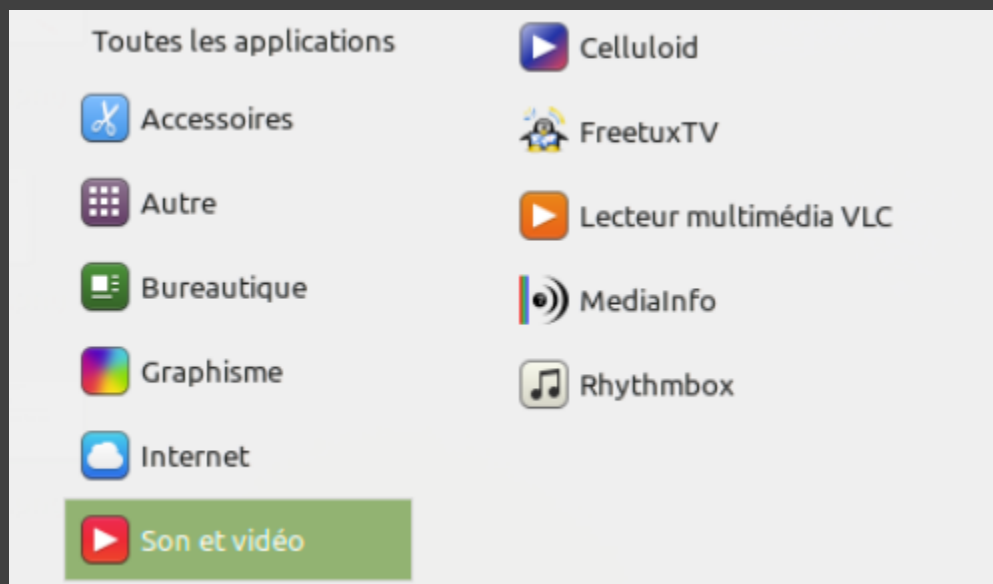 Toutes les applications
Accessoires
Autre
Bureautique
Graphisme
Internet
Son et vidéo
Celluloid
FreetuxTV
Lecteur multimédia VLC
MediaInfo
Rhythmbox